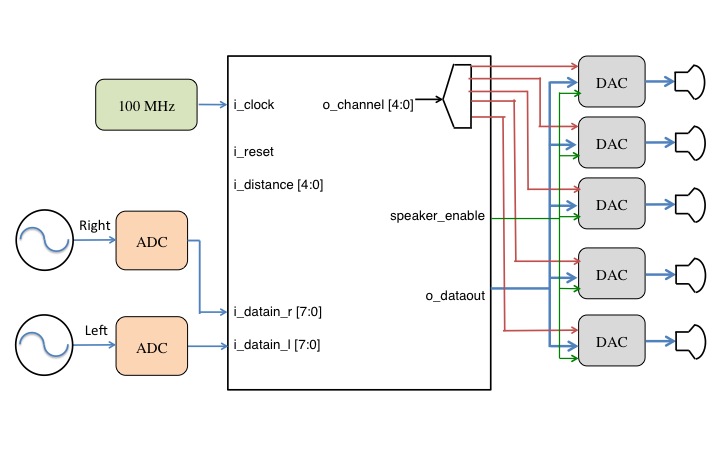 100 MHz
i_clock
o_channel [4:0]
i_reset
i_distance [4:0]
speaker_enable
o_dataout
i_datain_r [7:0]
i_datain_l [7:0]
Right
ADC
Left
ADC
DAC
DAC
DAC
DAC
DAC